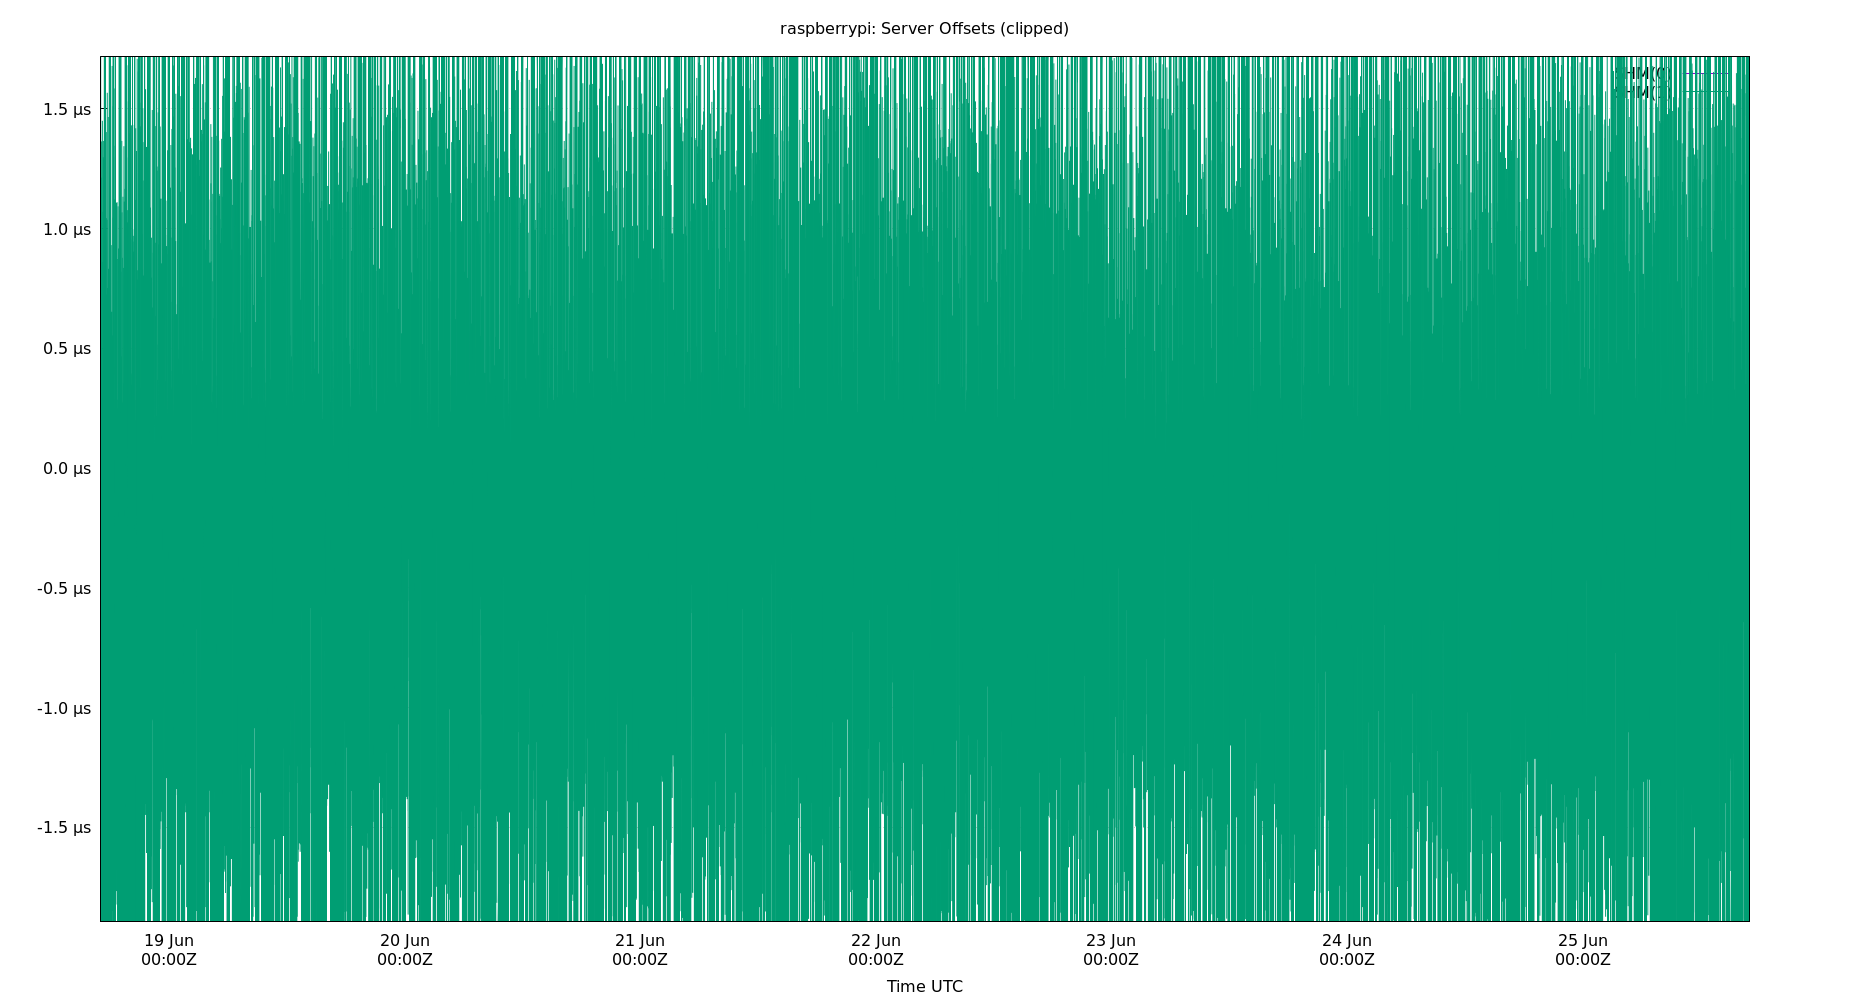 raspberrypi: Server Offsets (clipped)
1.5 µs
1.0 µs
0.5 µs
0.0 µs
-0.5 µs
-1.0 µs
-1.5 µs
19 Jun
00:00Z
20 Jun
00:00Z
21 Jun
00:00Z
22 Jun
00:00Z
23 Jun
00:00Z
24 Jun
00:00Z
25 Jun
00:00Z
Time UTC